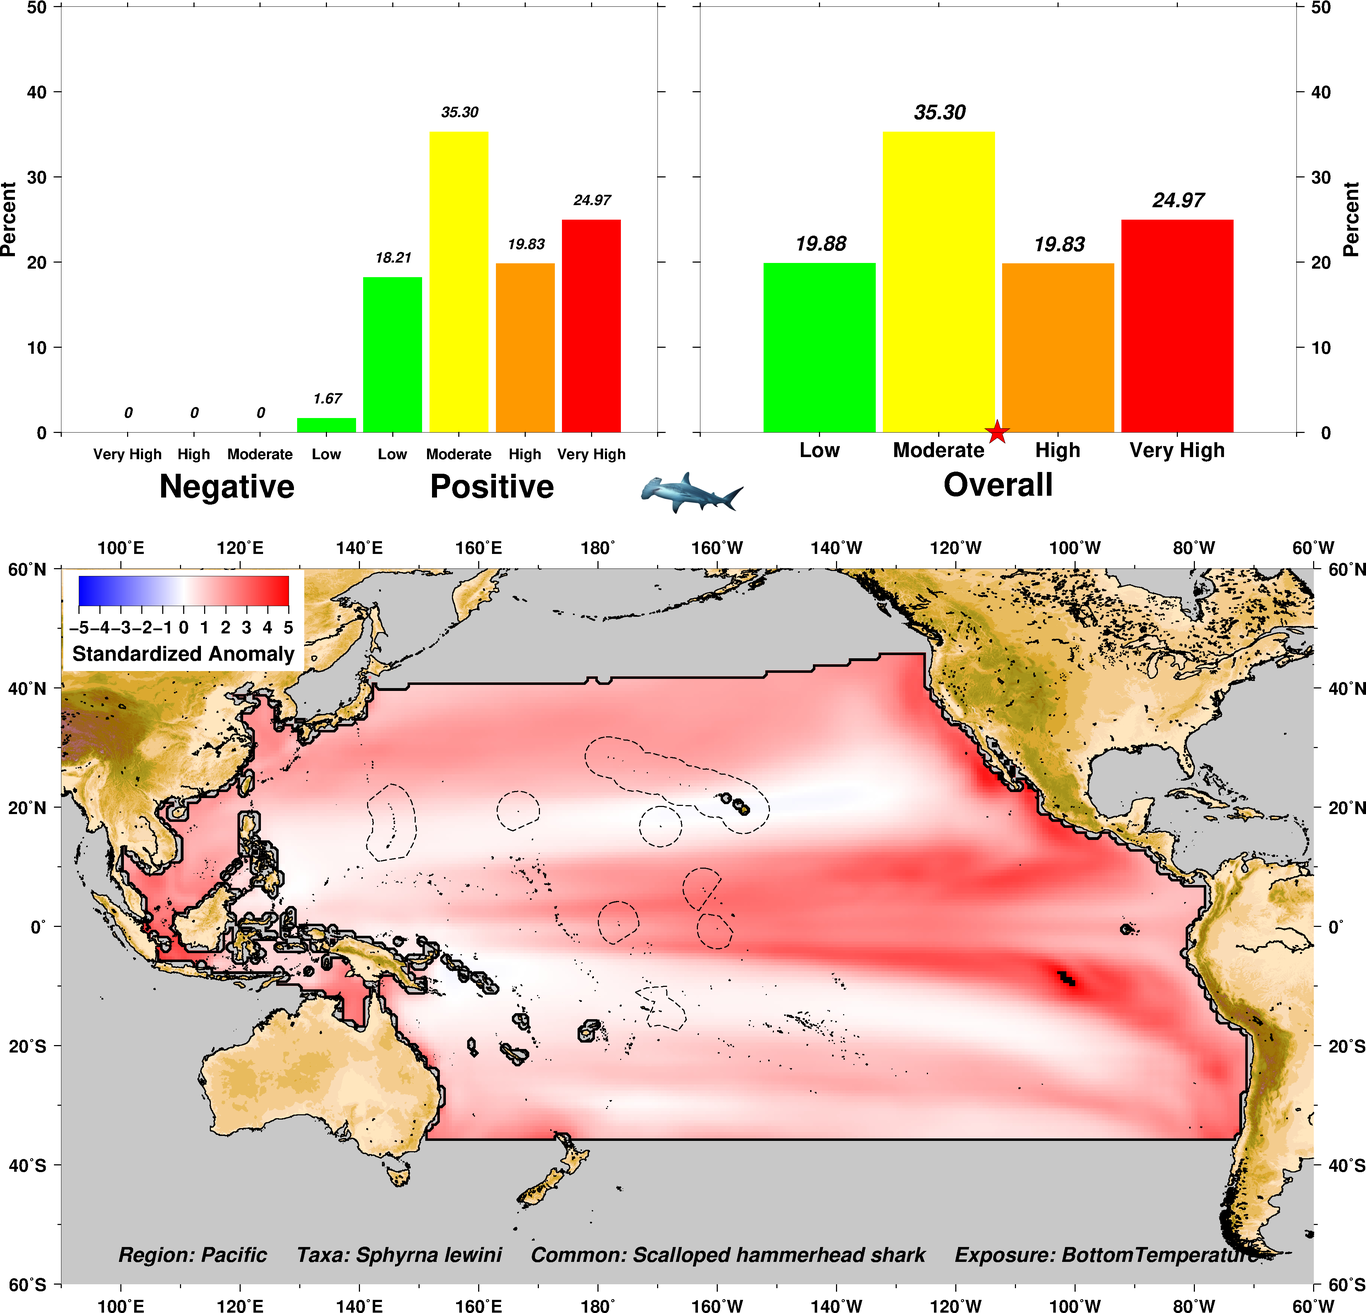 50
50
40
40
30
30
20
20
10
10
0
0
Percent
Percent
0
0
0
1.67
18.21
35.30
19.83
24.97
19.88
35.30
19.83
24.97
Very High High Moderate Low Low Moderate High Very High
Low Moderate High Very High
Negative Positive Overall
100°E 120°E 140°E 160°E 180° 160°W 140°W 120°W 100°W 80°W 60°W
60°N 60°N
−5 −4 −3 −2 −1 0 1 2 3 4 5
Standardized Anomaly
40°N 40°N
20°N 20°N
0° 0°
20°S 20°S
40°S 40°S
Region: Pacific Taxa: Sphyrna lewini Common: Scalloped hammerhead shark Exposure: BottomTemperature
60°S 60°S
100°E 120°E 140°E 160°E 180° 160°W 140°W 120°W 100°W 80°W 60°W